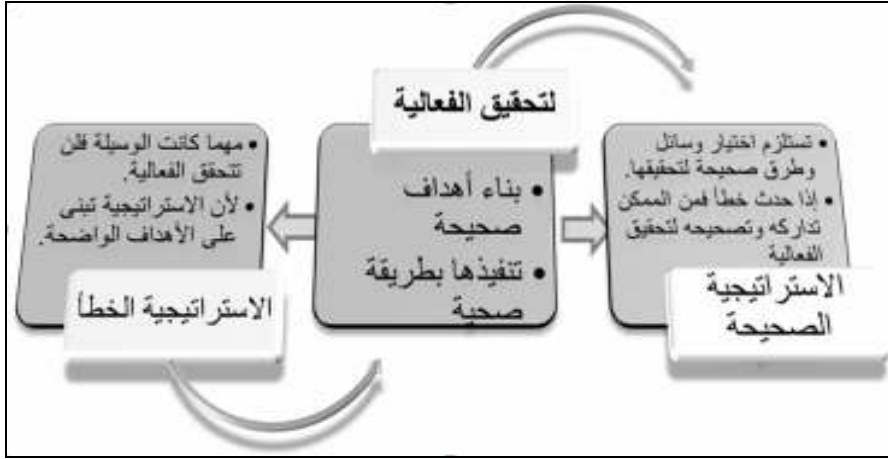 لتحقيق الفعالية
• بناء أهداف
صحيحة
• تنفيذها بطريقة
صحية
• تستلزم اختيار وسائل
وطرق صحيحة لتحقيقها.
• إذا حدث خطأ فمن الممكن
تداركه وتصحيحه لتحقيق
الفعالية
الاستراتيجية
الصحيحة
• مهما كانت الوسيلة فلن
تتحقق الفعالية.
• لأن الاستراتيجية تبنى
على الأهداف الواضحة.
الاستراتيجية الخطأ